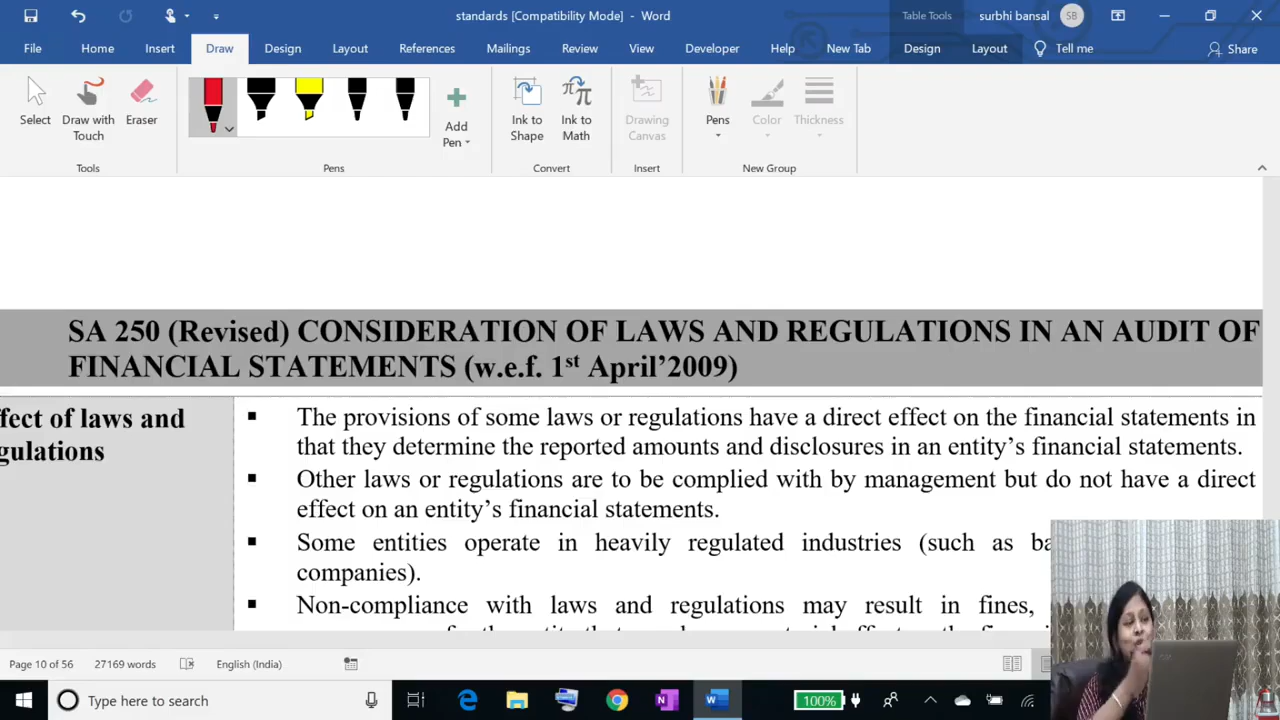 standards [Compatibility Mode] - Word
Table Tools
surbhi bansal
SB
File
Home
Insert
Draw
Design
Layout
References
Mailings
Review
View
Developer
Help
New Tab
Design
Layout
Tell me
Share
Select
Draw with Touch
Eraser
Add Pen
Ink to Shape
Ink to Math
Drawing Canvas
Pens
Color
Thickness
Tools
Pens
Convert
Insert
New Group
SA 250 (Revised) CONSIDERATION OF LAWS AND REGULATIONS IN AN AUDIT OF
FINANCIAL STATEMENTS (w.e.f. 1st April’2009)
ffect of laws and
gulations
▪ The provisions of some laws or regulations have a direct effect on the financial statements in
that they determine the reported amounts and disclosures in an entity’s financial statements.
▪ Other laws or regulations are to be complied with by management but do not have a direct
effect on an entity’s financial statements.
▪ Some entities operate in heavily regulated industries (such as ba
companies).
▪ Non-compliance with laws and regulations may result in fines,
Page 10 of 56
27169 words
English (India)
Type here to search
100%